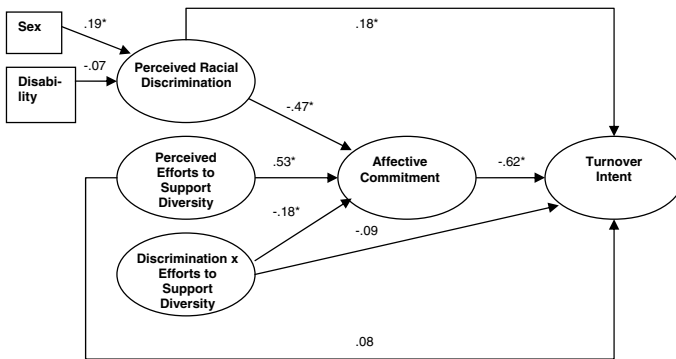 Sex
.19*
.18*
Disabi-
lity
-.07
Perceived Racial
Discrimination
-.47*
Perceived
Efforts to
Support
Diversity
.53*
Affective
Commitment
-.62*
Turnover
Intent
-.18*
-.09
Discrimination x
Efforts to
Support
Diversity
.08